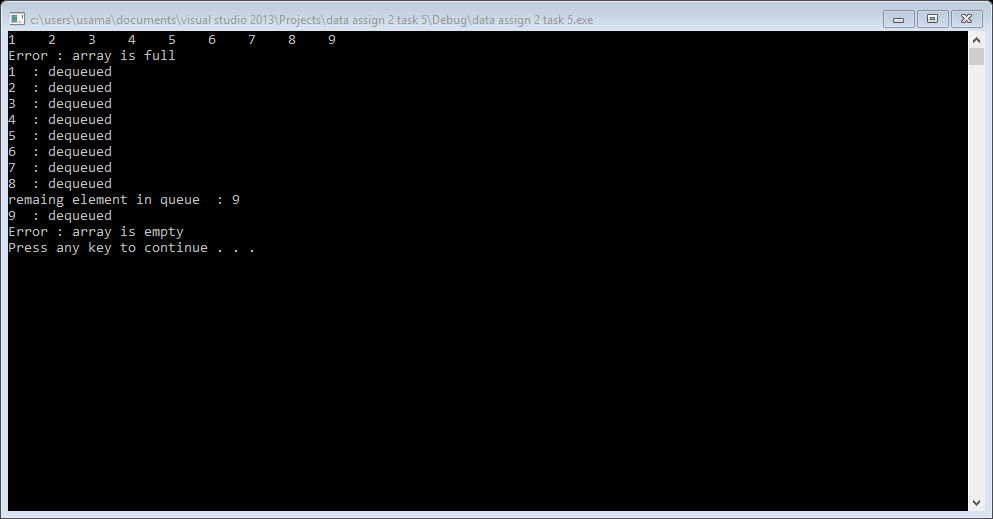 c:\users\usama\documents\visual studio 2013\Projects\data assign 2 task 5\Debug\data assign 2 task 5.exe
1    2    3    4    5    6    7    8    9
Error : array is full
1  : dequeued
2  : dequeued
3  : dequeued
4  : dequeued
5  : dequeued
6  : dequeued
7  : dequeued
8  : dequeued
remaing element in queue  : 9
9  : dequeued
Error : array is empty
Press any key to continue . . .